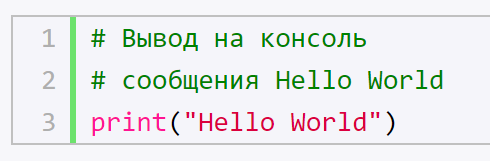 1 # Вывод на консоль
2 # сообщения Hello World
3 print("Hello World")